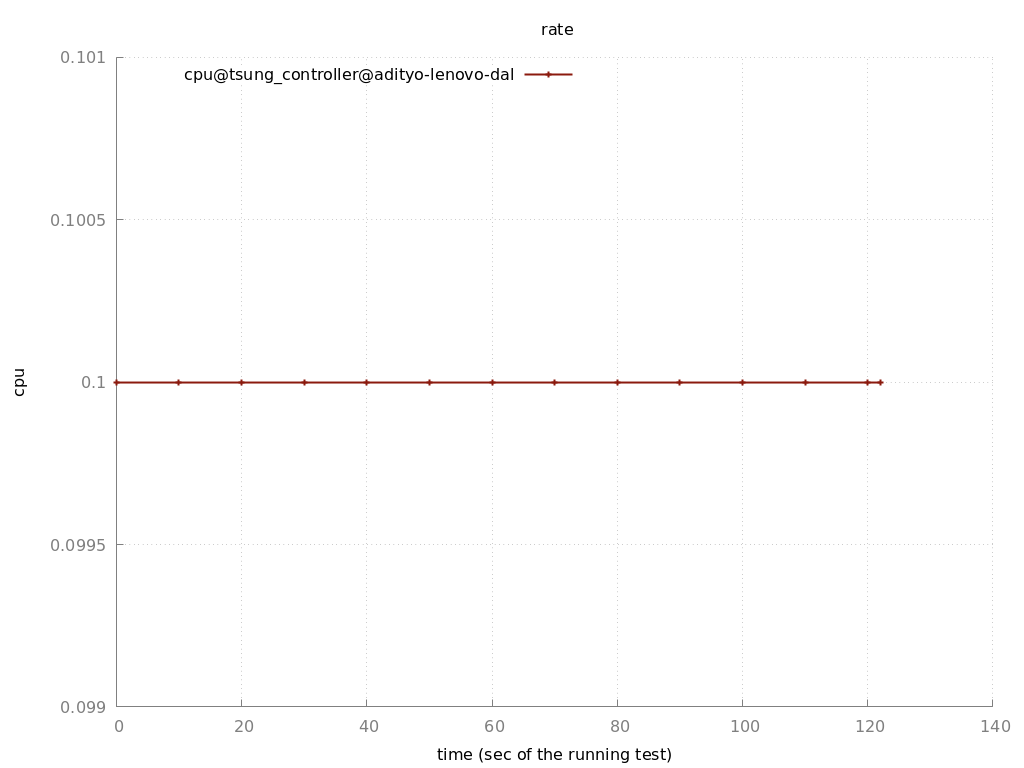 rate
0.101
cpu@tsung_controller@adityo-lenovo-dal
0.1005
cpu
0.1
0.0995
0.099
0 20 40 60 80 100 120 140
time (sec of the running test)